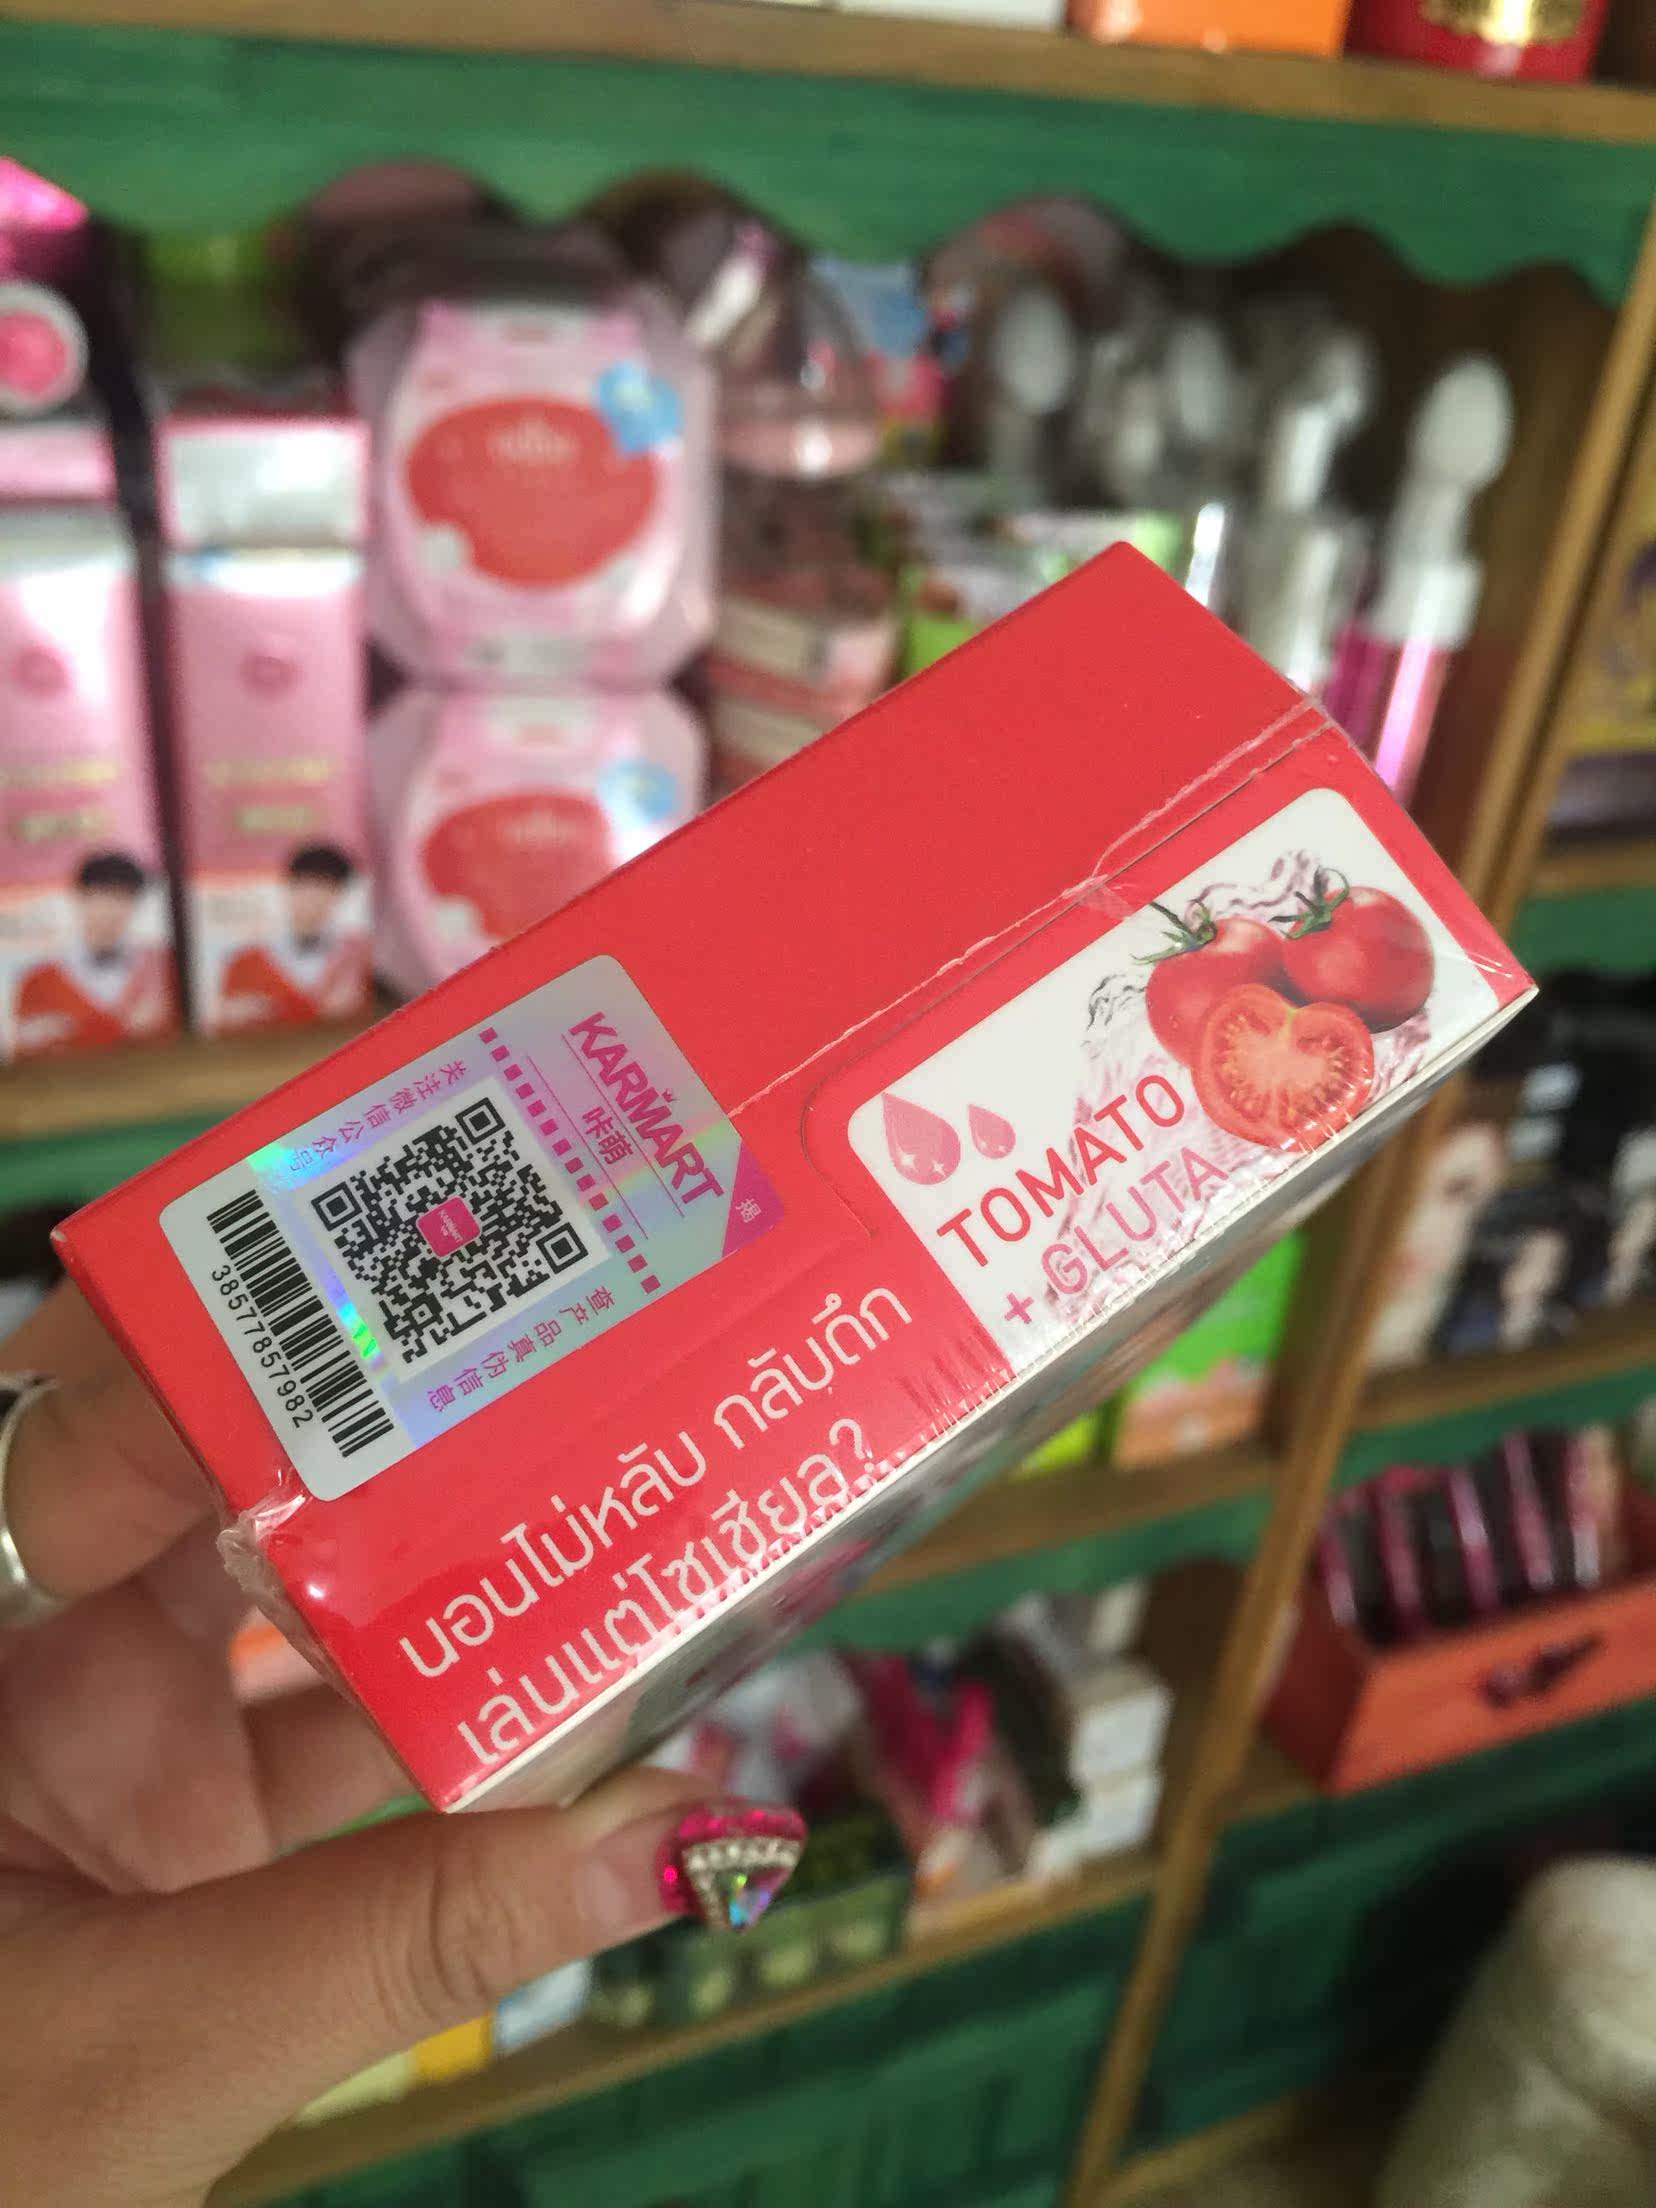 KARMART
咔萌
揭
关注微信公众号
查产品真伪信息
3857785857982
TOMATO
+ GLUTA
นอนไม่หลับ กลับดึก
เล่นแต่โซเชียล?